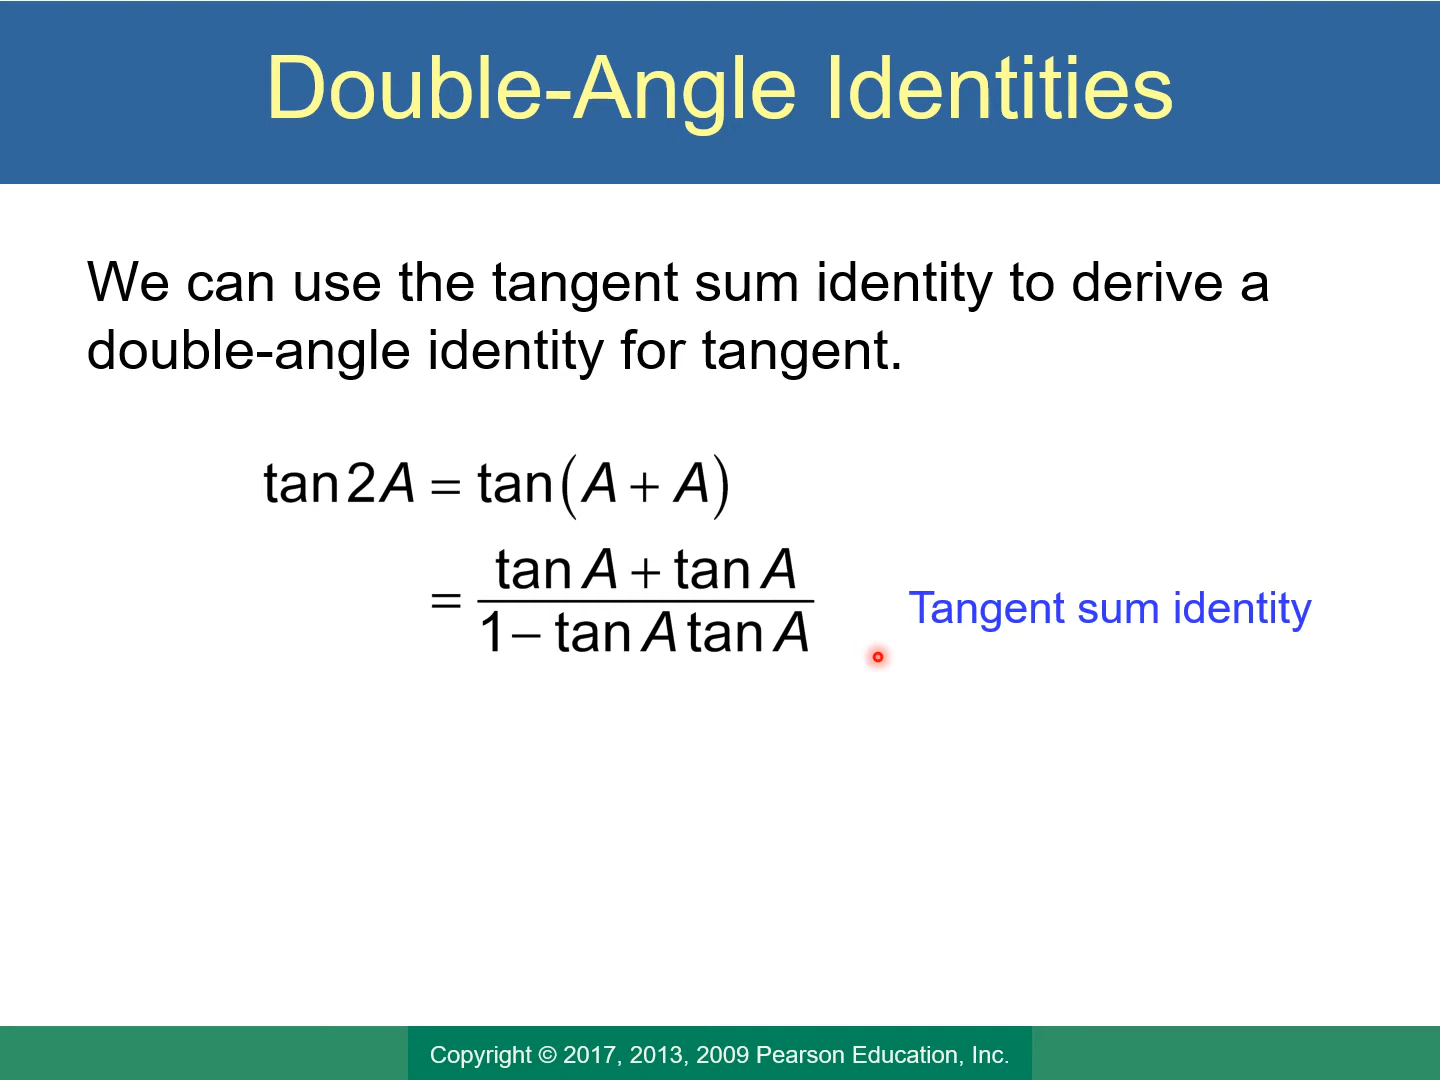 Double-Angle Identities
We can use the tangent sum identity to derive a
double-angle identity for tangent.
tan 2A = tan(A + A)
= \frac{tan A + tan A}{1 − tan A tan A}
Tangent sum identity
Copyright © 2017, 2013, 2009 Pearson Education, Inc.